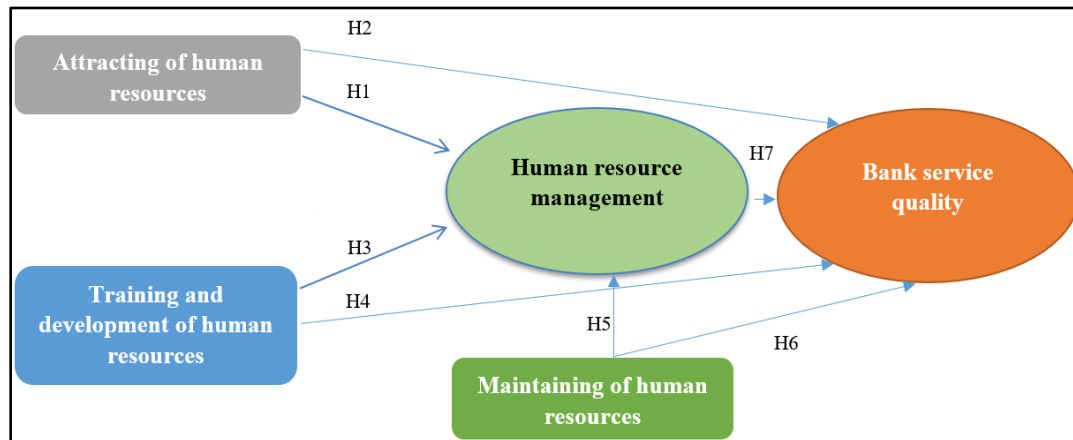 H2
Attracting of human
resources
H1
Human resource
management
H7
Bank service
quality
H3
Training and
development of human
resources
H4
H5
H6
Maintaining of human
resources